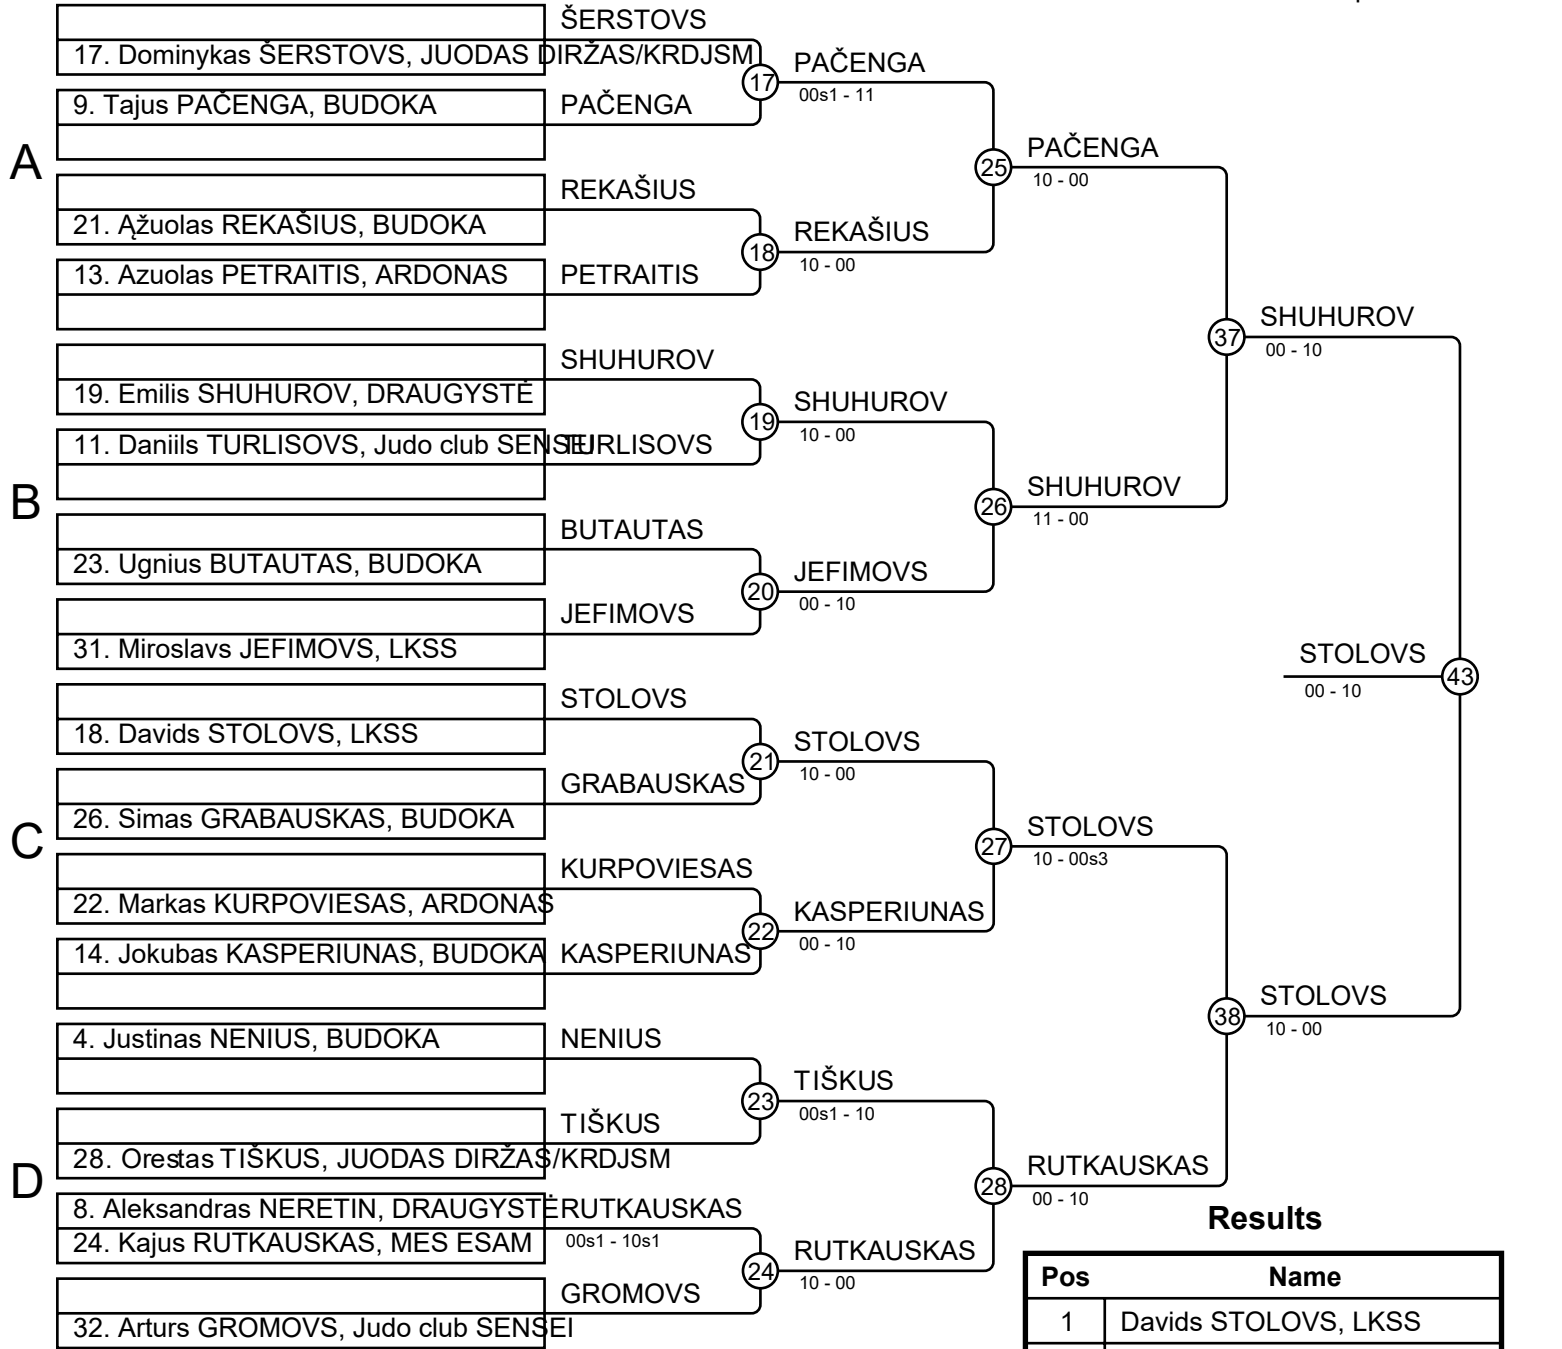 ŠERSTOVS
17. Dominykas ŠERSTOVS, JUODAS DIRŽAS/KRDJSM
17
PAČENGA
00s1 - 11
9. Tajus PAČENGA, BUDOKA
PAČENGA
A
25
PAČENGA
10 - 00
REKAŠIUS
21. Ąžuolas REKAŠIUS, BUDOKA
18
REKAŠIUS
10 - 00
13. Azuolas PETRAITIS, ARDONAS
PETRAITIS
37
SHUHUROV
00 - 10
SHUHUROV
19. Emilis SHUHUROV, DRAUGYSTĖ
19
SHUHUROV
10 - 00
11. Daniils TURLISOVS, Judo club SENSEI
TURLISOVS
B
26
SHUHUROV
11 - 00
BUTAUTAS
23. Ugnius BUTAUTAS, BUDOKA
20
JEFIMOVS
00 - 10
JEFIMOVS
31. Miroslavs JEFIMOVS, LKSS
STOLOVS
00 - 10
43
STOLOVS
18. Davids STOLOVS, LKSS
21
STOLOVS
10 - 00
GRABAUSKAS
26. Simas GRABAUSKAS, BUDOKA
C
27
STOLOVS
10 - 00s3
KURPOVIESAS
22. Markas KURPOVIESAS, ARDONAS
22
KASPERIUNAS
00 - 10
14. Jokubas KASPERIUNAS, BUDOKA
KASPERIUNAS
38
STOLOVS
10 - 00
4. Justinas NENIUS, BUDOKA
NENIUS
23
TIŠKUS
00s1 - 10
TIŠKUS
28. Orestas TIŠKUS, JUODAS DIRŽAS/KRDJSM
D
28
RUTKAUSKAS
00 - 10
8. Aleksandras NERETIN, DRAUGYSTĖ
RUTKAUSKAS
24. Kajus RUTKAUSKAS, MES ESAM
00s1 - 10s1
24
RUTKAUSKAS
10 - 00
GROMOVS
32. Arturs GROMOVS, Judo club SENSEI
Results
Pos Name
1 Davids STOLOVS, LKSS